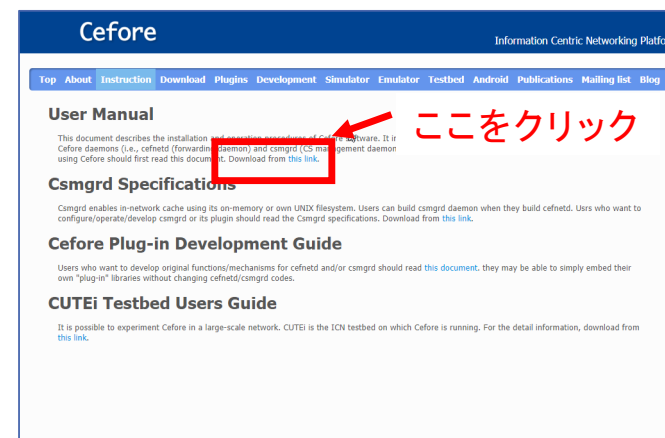 Cefore
Information Centric Networking Platfo
Top About Instruction Download Plugins Development Simulator Emulator Testbed Android Publications Mailing list Blog
User Manual
ここをクリック
This document describes the installation and operation procedures of Cefore software. It in
Cefore daemons (i.e., cefnetd (forwarding daemon) and csmgrd (CS management daemon
using Cefore should first read this document. Download from this link.
Csmgrd Specifications
Csmgrd enables in-network cache using its on-memory or own UNIX filesystem. Users can build csmgrd daemon when they build cefnetd. Usrs who want to
configure/operate/develop csmgrd or its plugin should read the Csmgrd specifications. Download from this link.
Cefore Plug-in Development Guide
Users who want to develop original functions/mechanisms for cefnetd and/or csmgrd should read this document. they may be able to simply embed their
own "plug-in" libraries without changing cefnetd/csmgrd codes.
CUTEi Testbed Users Guide
It is possible to experiment Cefore in a large-scale network. CUTEi is the ICN testbed on which Cefore is running. For the detail information, download from
this link.